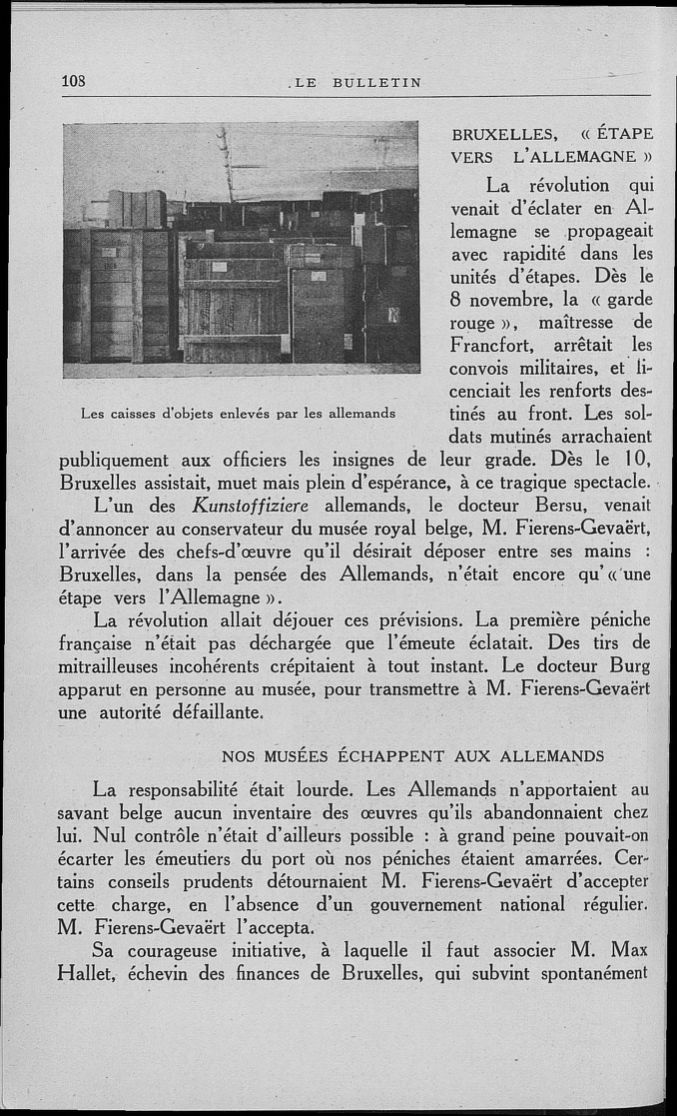 108
LE BULLETIN
Les caisses d'objets enlevés par les allemands
BRUXELLES, « ÉTAPE
VERS L'ALLEMAGNE »
La révolution qui
venait d'éclater en Al-
lemagne se propageait
avec rapidité dans les
unités d'étapes. Dès le
8 novembre, la « garde
rouge », maîtresse de
Francfort, arrêtait les
convois militaires, et li-
cenciait les renforts des-
tinés au front. Les sol-
dats mutinés arrachaient
publiquement aux officiers les insignes de leur grade. Dès le 10,
Bruxelles assistait, muet mais plein d'espérance, à ce tragique spectacle.
L'un des Kunstoffiziere allemands, le docteur Bersu, venait
d'annoncer au conservateur du musée royal belge, M. Fierens-Gevaërt,
l'arrivée des chefs-d'œuvre qu'il désirait déposer entre ses mains :
Bruxelles, dans la pensée des Allemands, n'était encore qu' « une
étape vers l'Allemagne ».
La révolution allait déjouer ces prévisions. La première péniche
française n'était pas déchargée que l'émeute éclatait. Des tirs de
mitrailleuses incohérents crépitaient à tout instant. Le docteur Burg
apparut en personne au musée, pour transmettre à M. Fierens-Gevaërt
une autorité défaillante.
NOS MUSÉES ÉCHAPPENT AUX ALLEMANDS
La responsabilité était lourde. Les Allemands n'apportaient au
savant belge aucun inventaire des œuvres qu'ils abandonnaient chez
lui. Nul contrôle n'était d'ailleurs possible : à grand peine pouvait-on
écarter les émeutiers du port où nos péniches étaient amarrées. Cer-
tains conseils prudents détournaient M. Fierens-Gevaërt d'accepter
cette charge, en l'absence d'un gouvernement national régulier.
M. Fierens-Gevaërt l'accepta.
Sa courageuse initiative, à laquelle il faut associer M. Max
Hallet, échevin des finances de Bruxelles, qui subvint spontanément